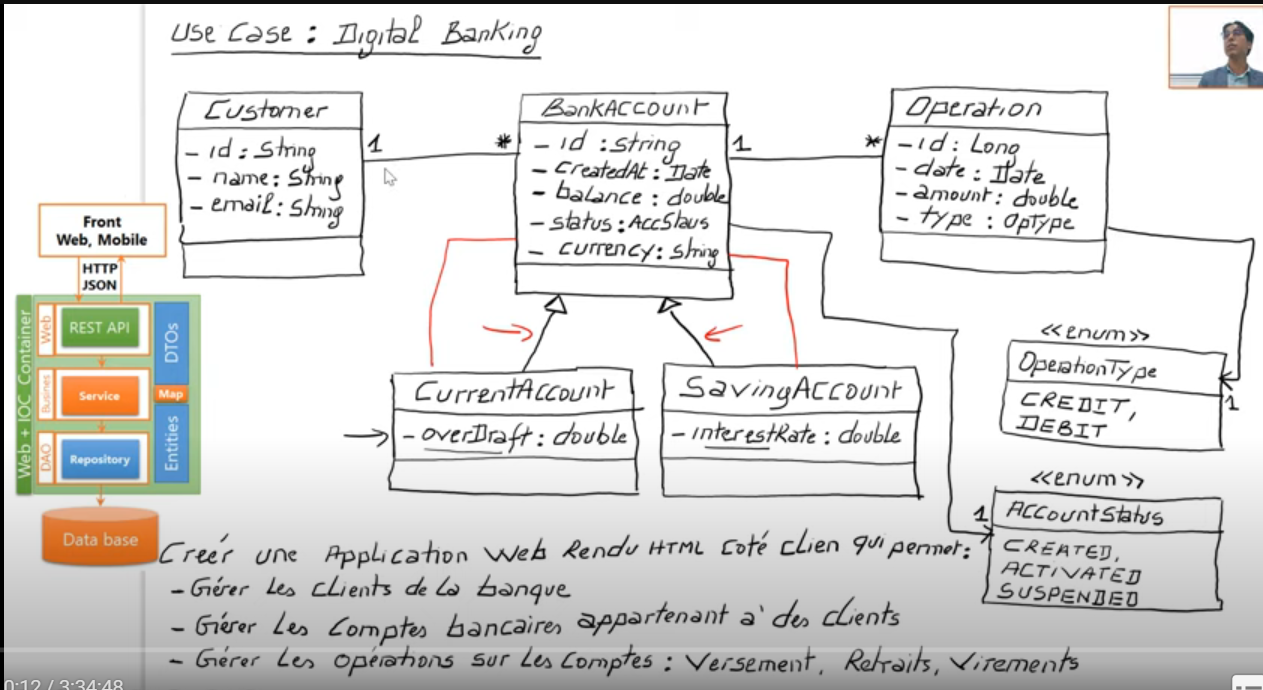 Use Case : Digital Banking
Customer
- id : String
- name : String
- email : String
1
*
BankAccount
- id : String
- createdAt : Date
- balance : double
- status : AccStaus
- currency : String
1
*
Operation
- id : Long
- date : Date
- amount : double
- type : OpType
Front
Web, Mobile
HTTP
JSON
Web + IOC Container
Web
REST API
DTOs
Busines
Service
Map
DAO
Repository
Entities
Data base
CurrentAccount
- overDraft : double
SavingAccount
- interestRate : double
<<enum>>
OperationType
CREDIT,
DEBIT
1
<<enum>>
1
AccountStatus
CREATED,
ACTIVATED
SUSPENDED
Creér une Application Web Rendu HTML Coté clien qui permet :
- Gérer Les clients de la banque
- Gérer Les Comptes bancaires appartenant à des clients
- Gérer Les opérations sur Les Comptes : Versement, Retraits, Virements
0:12 / 3:34:48